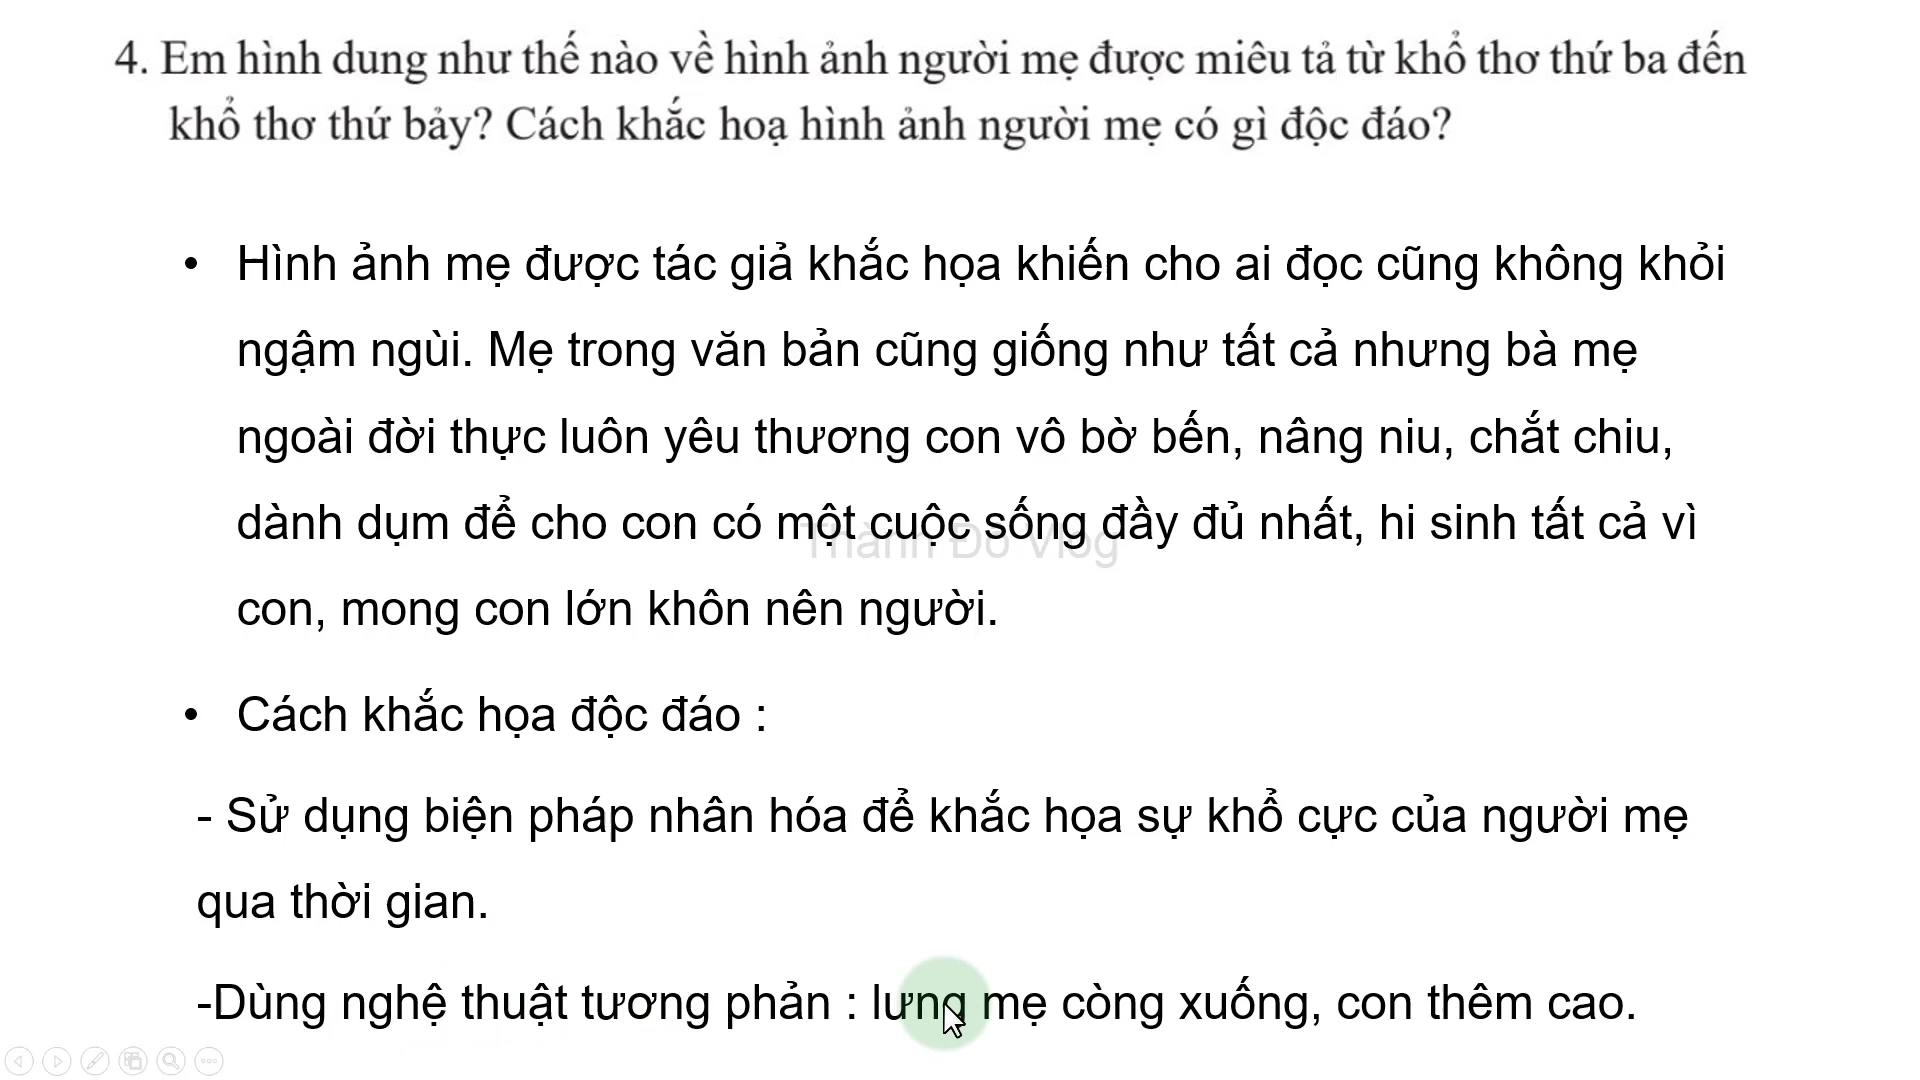 4. Em hình dung như thế nào về hình ảnh người mẹ được miêu tả từ khổ thơ thứ ba đến
khổ thơ thứ bảy? Cách khắc hoạ hình ảnh người mẹ có gì độc đáo?
• Hình ảnh mẹ được tác giả khắc họa khiến cho ai đọc cũng không khỏi
ngậm ngùi. Mẹ trong văn bản cũng giống như tất cả nhưng bà mẹ
ngoài đời thực luôn yêu thương con vô bờ bến, nâng niu, chắt chiu,
dành dụm để cho con có một cuộc sống đầy đủ nhất, hi sinh tất cả vì
Thành Đô Vlog
con, mong con lớn khôn nên người.
• Cách khắc họa độc đáo :
- Sử dụng biện pháp nhân hóa để khắc họa sự khổ cực của người mẹ
qua thời gian.
-Dùng nghệ thuật tương phản : lưng mẹ còng xuống, con thêm cao.